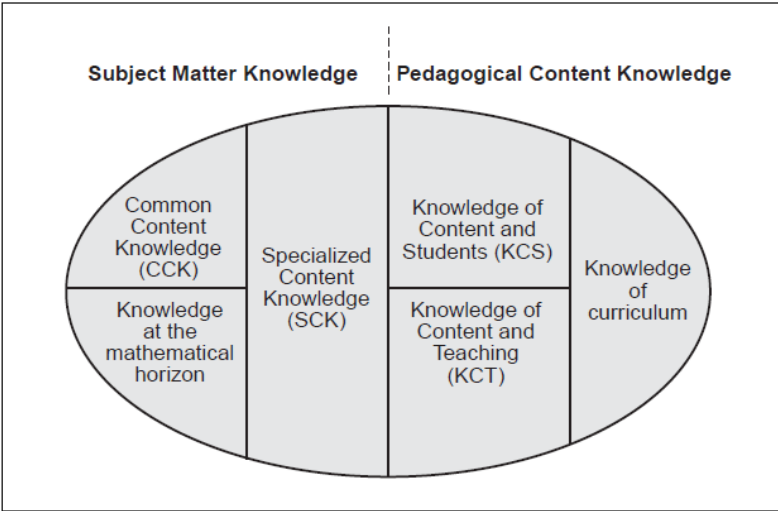 Subject Matter Knowledge
Pedagogical Content Knowledge
Common
Content
Knowledge
(CCK)
Knowledge
at the
mathematical
horizon
Specialized
Content
Knowledge
(SCK)
Knowledge of
Content and
Students (KCS)
Knowledge of
Content and
Teaching
(KCT)
Knowledge
of
curriculum